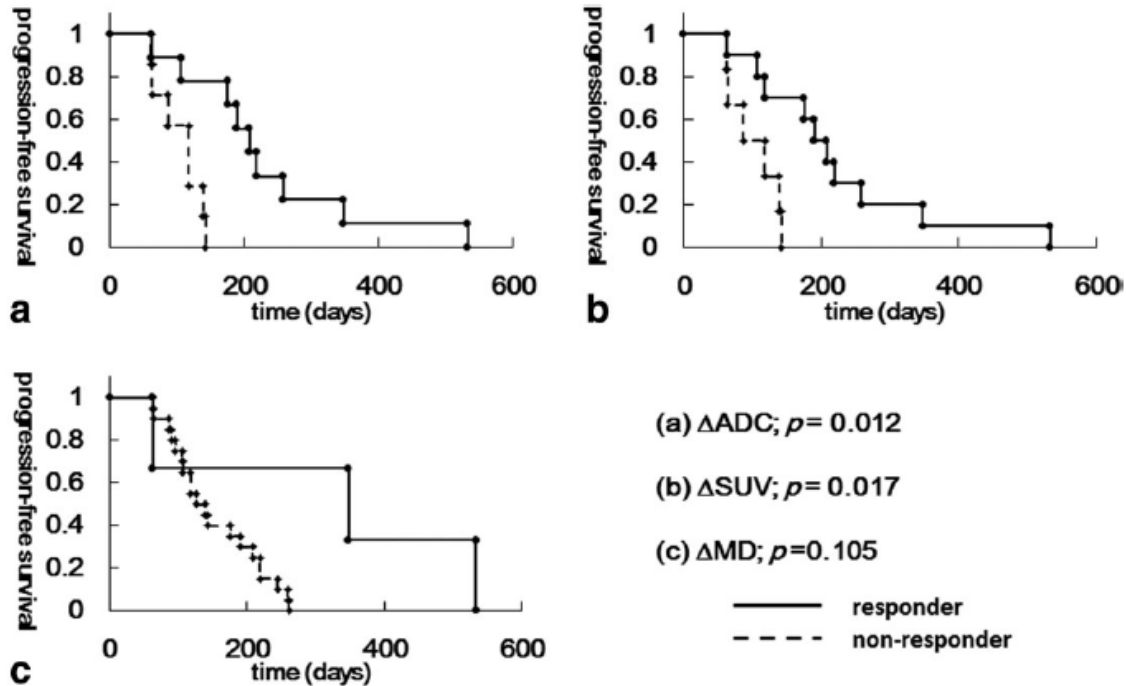 progression-free survival
1
0.8
0.6
0.4
0.2
0
0 200 400 600
time (days)
a
progression-free survival
1
0.8
0.6
0.4
0.2
0
0 200 400 600
time (days)
b
progression-free survival
1
0.8
0.6
0.4
0.2
0
0 200 400 600
time (days)
c
(a) ΔADC; p= 0.012
(b) ΔSUV; p= 0.017
(c) ΔMD; p=0.105
responder
non-responder